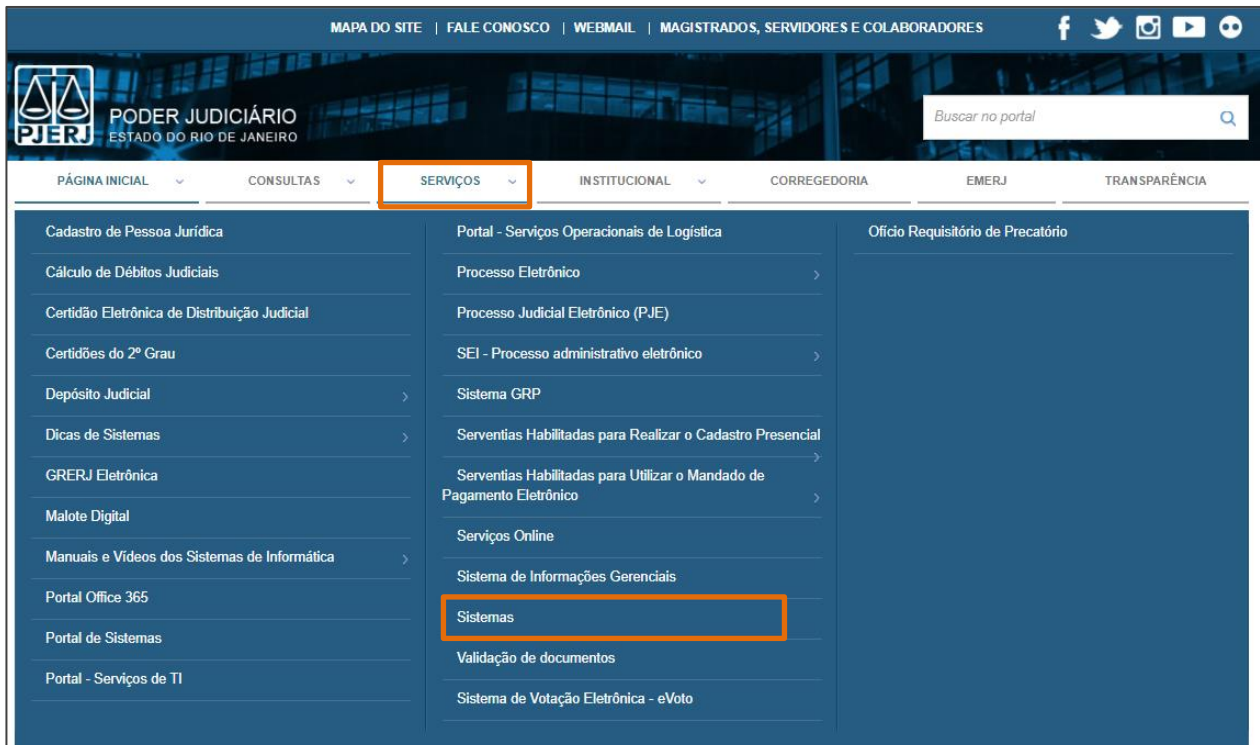 MAPA DO SITE | FALE CONOSCO | WEBMAIL | MAGISTRADOS, SERVIDORES E COLABORADORES
PJERJ
PODER JUDICIÁRIO
ESTADO DO RIO DE JANEIRO
Buscar no portal
PÁGINA INICIAL
CONSULTAS
SERVIÇOS
INSTITUCIONAL
CORREGEDORIA
EMERJ
TRANSPARÊNCIA
Cadastro de Pessoa Jurídica
Cálculo de Débitos Judiciais
Certidão Eletrônica de Distribuição Judicial
Certidões do 2º Grau
Depósito Judicial
Dicas de Sistemas
GRERJ Eletrônica
Malote Digital
Manuais e Vídeos dos Sistemas de Informática
Portal Office 365
Portal de Sistemas
Portal - Serviços de TI
Portal - Serviços Operacionais de Logística
Processo Eletrônico
Processo Judicial Eletrônico (PJE)
SEI - Processo administrativo eletrônico
Sistema GRP
Serventias Habilitadas para Realizar o Cadastro Presencial
Serventias Habilitadas para Utilizar o Mandado de
Pagamento Eletrônico
Serviços Online
Sistema de Informações Gerenciais
Sistemas
Validação de documentos
Sistema de Votação Eletrônica - eVoto
Ofício Requisitório de Precatório